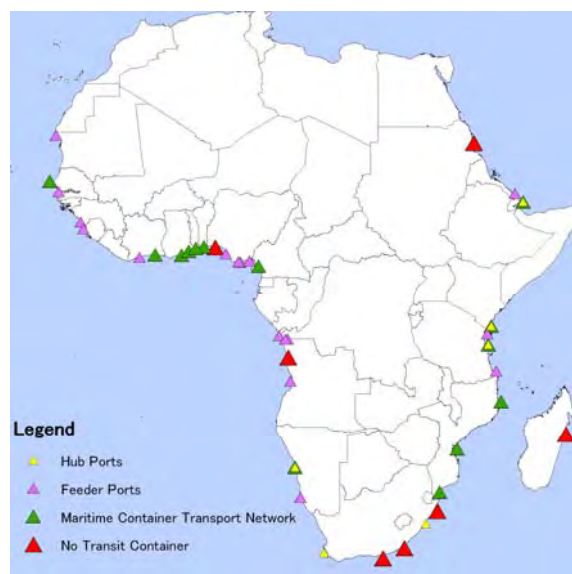 Legend
Hub Ports
Feeder Ports
Maritime Container Transport Network
No Transit Container